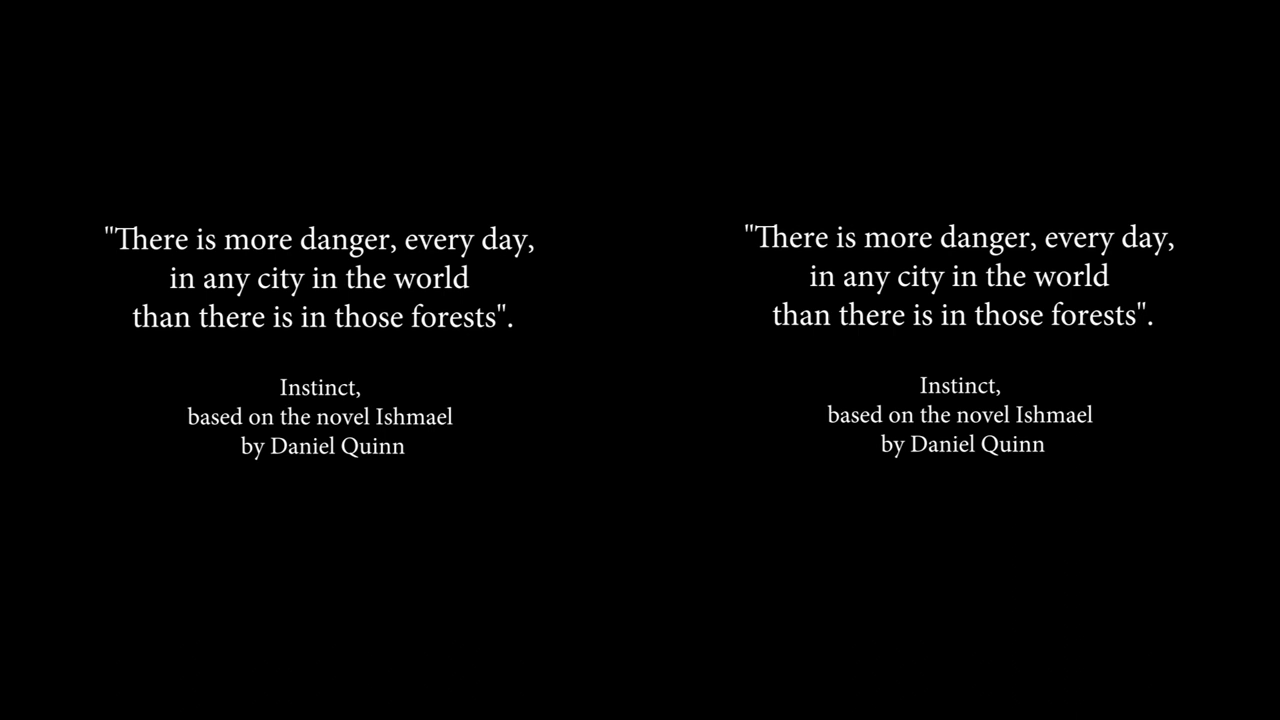 "There is more danger, every day,
in any city in the world
than there is in those forests".
Instinct,
based on the novel Ishmael
by Daniel Quinn
"There is more danger, every day,
in any city in the world
than there is in those forests".
Instinct,
based on the novel Ishmael
by Daniel Quinn